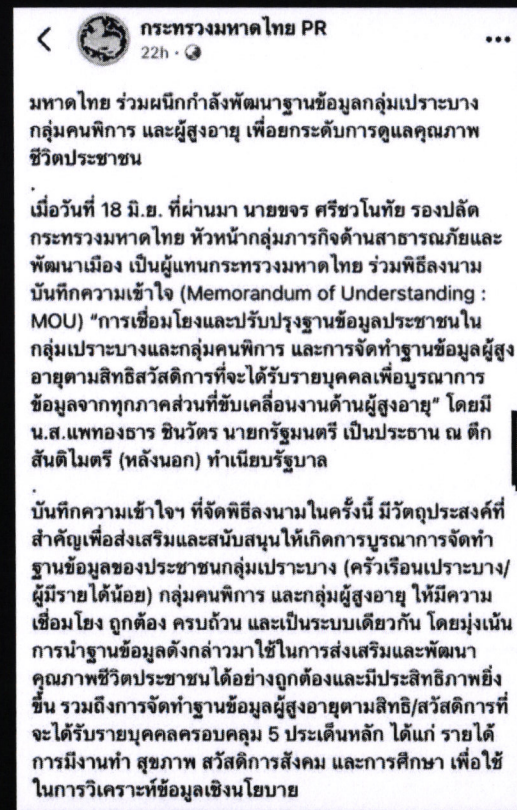 กระทรวงมหาดไทย PR
22h
มหาดไทย ร่วมผนึกกำลังพัฒนาฐานข้อมูลกลุ่มเปราะบาง
กลุ่มคนพิการ และผู้สูงอายุ เพื่อยกระดับการดูแลคุณภาพ
ชีวิตประชาชน
.
เมื่อวันที่ 18 มิ.ย. ที่ผ่านมา นายขจร ศรีชวโนทัย รองปลัด
กระทรวงมหาดไทย หัวหน้ากลุ่มภารกิจด้านสาธารณภัยและ
พัฒนาเมือง เป็นผู้แทนกระทรวงมหาดไทย ร่วมพิธีลงนาม
บันทึกความเข้าใจ (Memorandum of Understanding :
MOU) “การเชื่อมโยงและปรับปรุงฐานข้อมูลประชาชนใน
กลุ่มเปราะบางและกลุ่มคนพิการ และการจัดทำฐานข้อมูลผู้สูง
อายุตามสิทธิสวัสดิการที่จะได้รับรายบุคคลเพื่อบูรณาการ
ข้อมูลจากทุกภาคส่วนที่ขับเคลื่อนงานด้านผู้สูงอายุ” โดยมี
น.ส.แพทองธาร ชินวัตร นายกรัฐมนตรี เป็นประธาน ณ ตึก
สันติไมตรี (หลังนอก) ทำเนียบรัฐบาล
.
บันทึกความเข้าใจฯ ที่จัดพิธีลงนามในครั้งนี้ มีวัตถุประสงค์ที่
สำคัญเพื่อส่งเสริมและสนับสนุนให้เกิดการบูรณาการจัดทำ
ฐานข้อมูลของประชาชนกลุ่มเปราะบาง (ครัวเรือนเปราะบาง/
ผู้มีรายได้น้อย) กลุ่มคนพิการ และกลุ่มผู้สูงอายุ ให้มีความ
เชื่อมโยง ถูกต้อง ครบถ้วน และเป็นระบบเดียวกัน โดยมุ่งเน้น
การนำฐานข้อมูลดังกล่าวมาใช้ในการส่งเสริมและพัฒนา
คุณภาพชีวิตประชาชนได้อย่างถูกต้องและมีประสิทธิภาพยิ่ง
ขึ้น รวมถึงการจัดทำฐานข้อมูลผู้สูงอายุตามสิทธิ/สวัสดิการที่
จะได้รับรายบุคคลครอบคลุม 5 ประเด็นหลัก ได้แก่ รายได้
การมีงานทำ สุขภาพ สวัสดิการสังคม และการศึกษา เพื่อใช้
ในการวิเคราะห์ข้อมูลเชิงนโยบาย